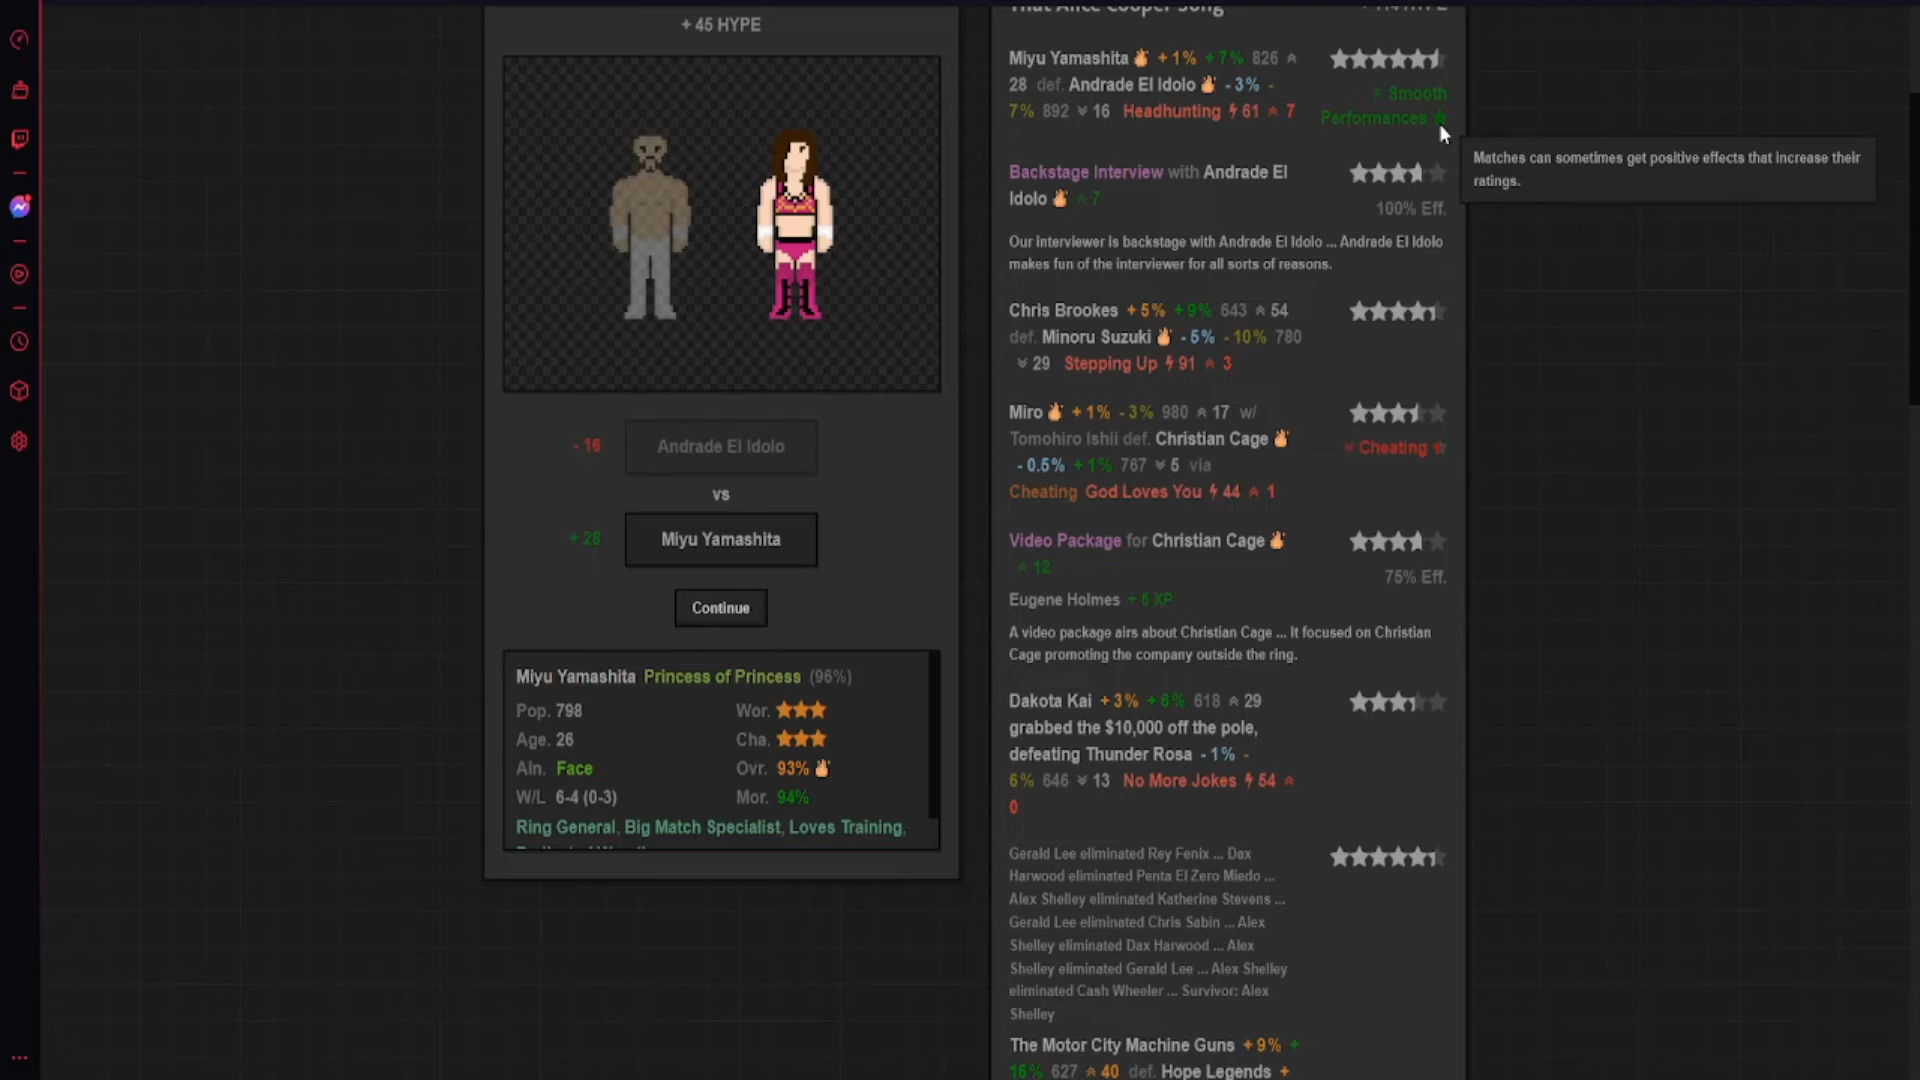 + 45 HYPE
Andrade El Idolo
- 16
vs
Miyu Yamashita
+ 28
Continue
Miyu Yamashita Princess of Princess (96%)
Pop. 798
Wor.
Age. 26
Cha.
Aln. Face
Ovr. 93%
W/L 6-4 (0-3)
Mor. 94%
Ring General, Big Match Specialist, Loves Training,
That Alice Cooper Song
Miyu Yamashita + 1% + 7% 826
28 def. Andrade El Idolo - 3% -
7% 892 16 Headhunting 61 7
Smooth
Performances
Matches can sometimes get positive effects that increase their
ratings.
Backstage Interview with Andrade El
Idolo 7
100% Eff.
Our interviewer is backstage with Andrade El Idolo ... Andrade El Idolo
makes fun of the interviewer for all sorts of reasons.
Chris Brookes + 5% + 9% 643 54
def. Minoru Suzuki - 5% - 10% 780
29 Stepping Up 91 3
Miro + 1% - 3% 980 17 w/
Tomohiro Ishii def. Christian Cage
- 0.5% + 1% 767 5 via
Cheating God Loves You 44 1
Cheating
Video Package for Christian Cage
12
75% Eff.
Eugene Holmes + 5 XP
A video package airs about Christian Cage ... It focused on Christian
Cage promoting the company outside the ring.
Dakota Kai + 3% + 6% 618 29
grabbed the $10,000 off the pole,
defeating Thunder Rosa - 1% -
6% 646 13 No More Jokes 54
0
Gerald Lee eliminated Rey Fenix ... Dax
Harwood eliminated Penta El Zero Miedo ...
Alex Shelley eliminated Katherine Stevens ...
Gerald Lee eliminated Chris Sabin ... Alex
Shelley eliminated Dax Harwood ... Alex
Shelley eliminated Gerald Lee ... Alex Shelley
eliminated Cash Wheeler ... Survivor: Alex
Shelley
The Motor City Machine Guns + 9% +
16% 627 40 def. Hope Legends +